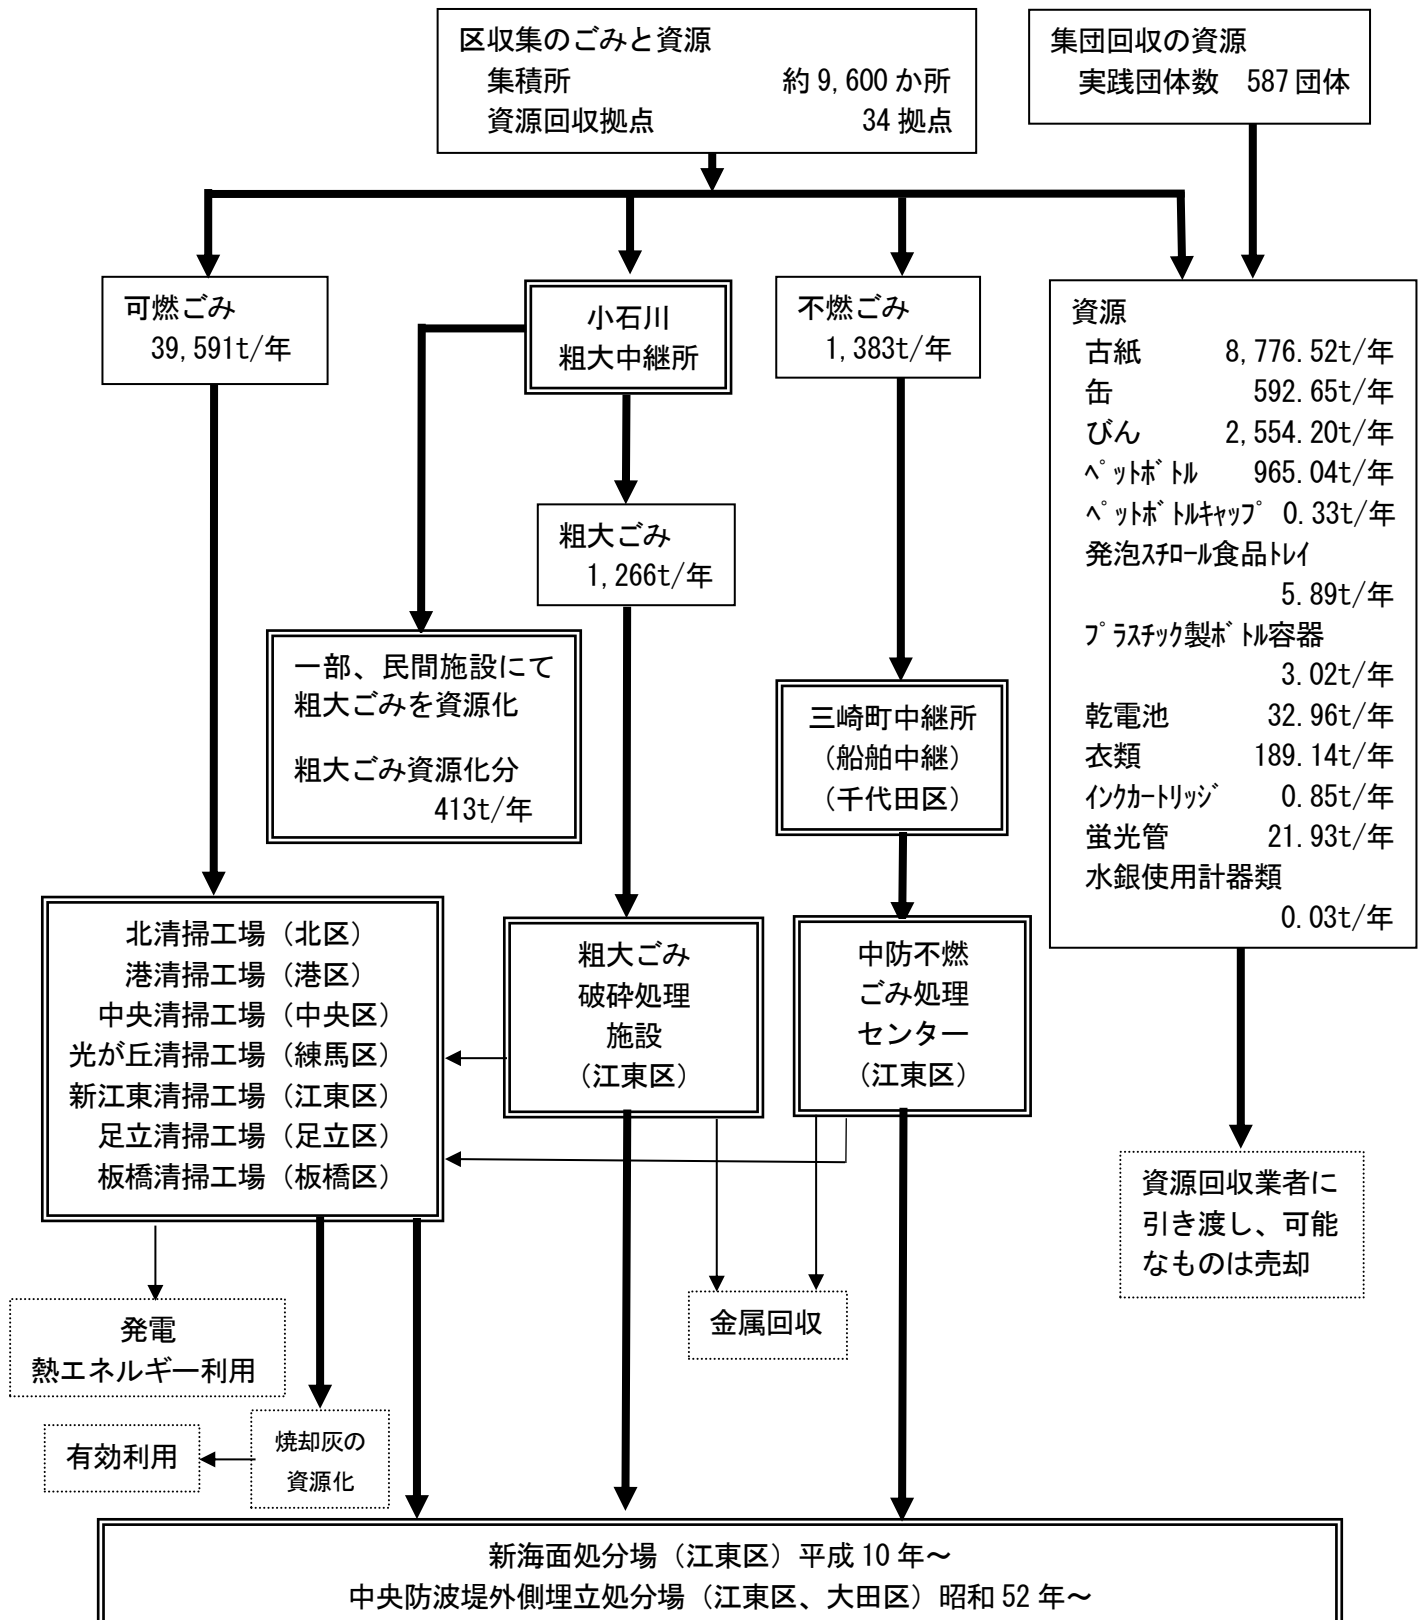 区収集のごみと資源
集積所 約9,600か所
資源回収拠点 34拠点
集団回収の資源
実践団体数 587団体
可燃ごみ
39,591t/年
小石川
粗大中継所
不燃ごみ
1,383t/年
資源
古紙 8,776.52t/年
缶 592.65t/年
びん 2,554.20t/年
ﾍﾟｯﾄﾎﾞﾄﾙ 965.04t/年
ﾍﾟｯﾄﾎﾞﾄﾙｷｬｯﾌﾟ 0.33t/年
発泡ｽﾁﾛｰﾙ食品ﾄﾚｲ
5.89t/年
ﾌﾟﾗｽﾁｯｸ製ﾎﾞﾄﾙ容器
3.02t/年
乾電池 32.96t/年
衣類 189.14t/年
ｲﾝｸｶｰﾄﾘｯｼﾞ 0.85t/年
蛍光管 21.93t/年
水銀使用計器類
0.03t/年
粗大ごみ
1,266t/年
一部、民間施設にて
粗大ごみを資源化
粗大ごみ資源化分
413t/年
三崎町中継所
（船舶中継）
（千代田区）
北清掃工場（北区）
港清掃工場（港区）
中央清掃工場（中央区）
光が丘清掃工場（練馬区）
新江東清掃工場（江東区）
足立清掃工場（足立区）
板橋清掃工場（板橋区）
粗大ごみ
破砕処理
施設
（江東区）
中防不燃
ごみ処理
センター
（江東区）
資源回収業者に
引き渡し、可能
なものは売却
発電
熱エネルギー利用
金属回収
有効利用
焼却灰の
資源化
新海面処分場（江東区）平成10年～
中央防波堤外側埋立処分場（江東区、大田区）昭和52年～